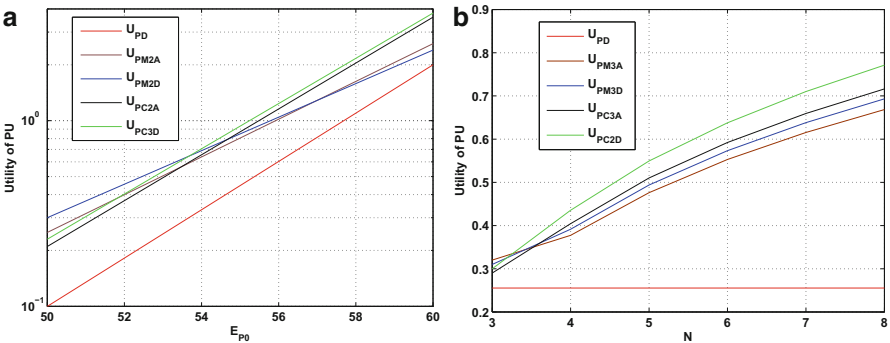 a
Utility of PU
10^0
10^-1
50 52 54 56 58 60
E_P0
U_PD
U_PM2A
U_PM2D
U_PC2A
U_PC3D
b
Utility of PU
0.9
0.8
0.7
0.6
0.5
0.4
0.3
0.2
3 4 5 6 7 8
N
U_PD
U_PM3A
U_PM3D
U_PC3A
U_PC2D